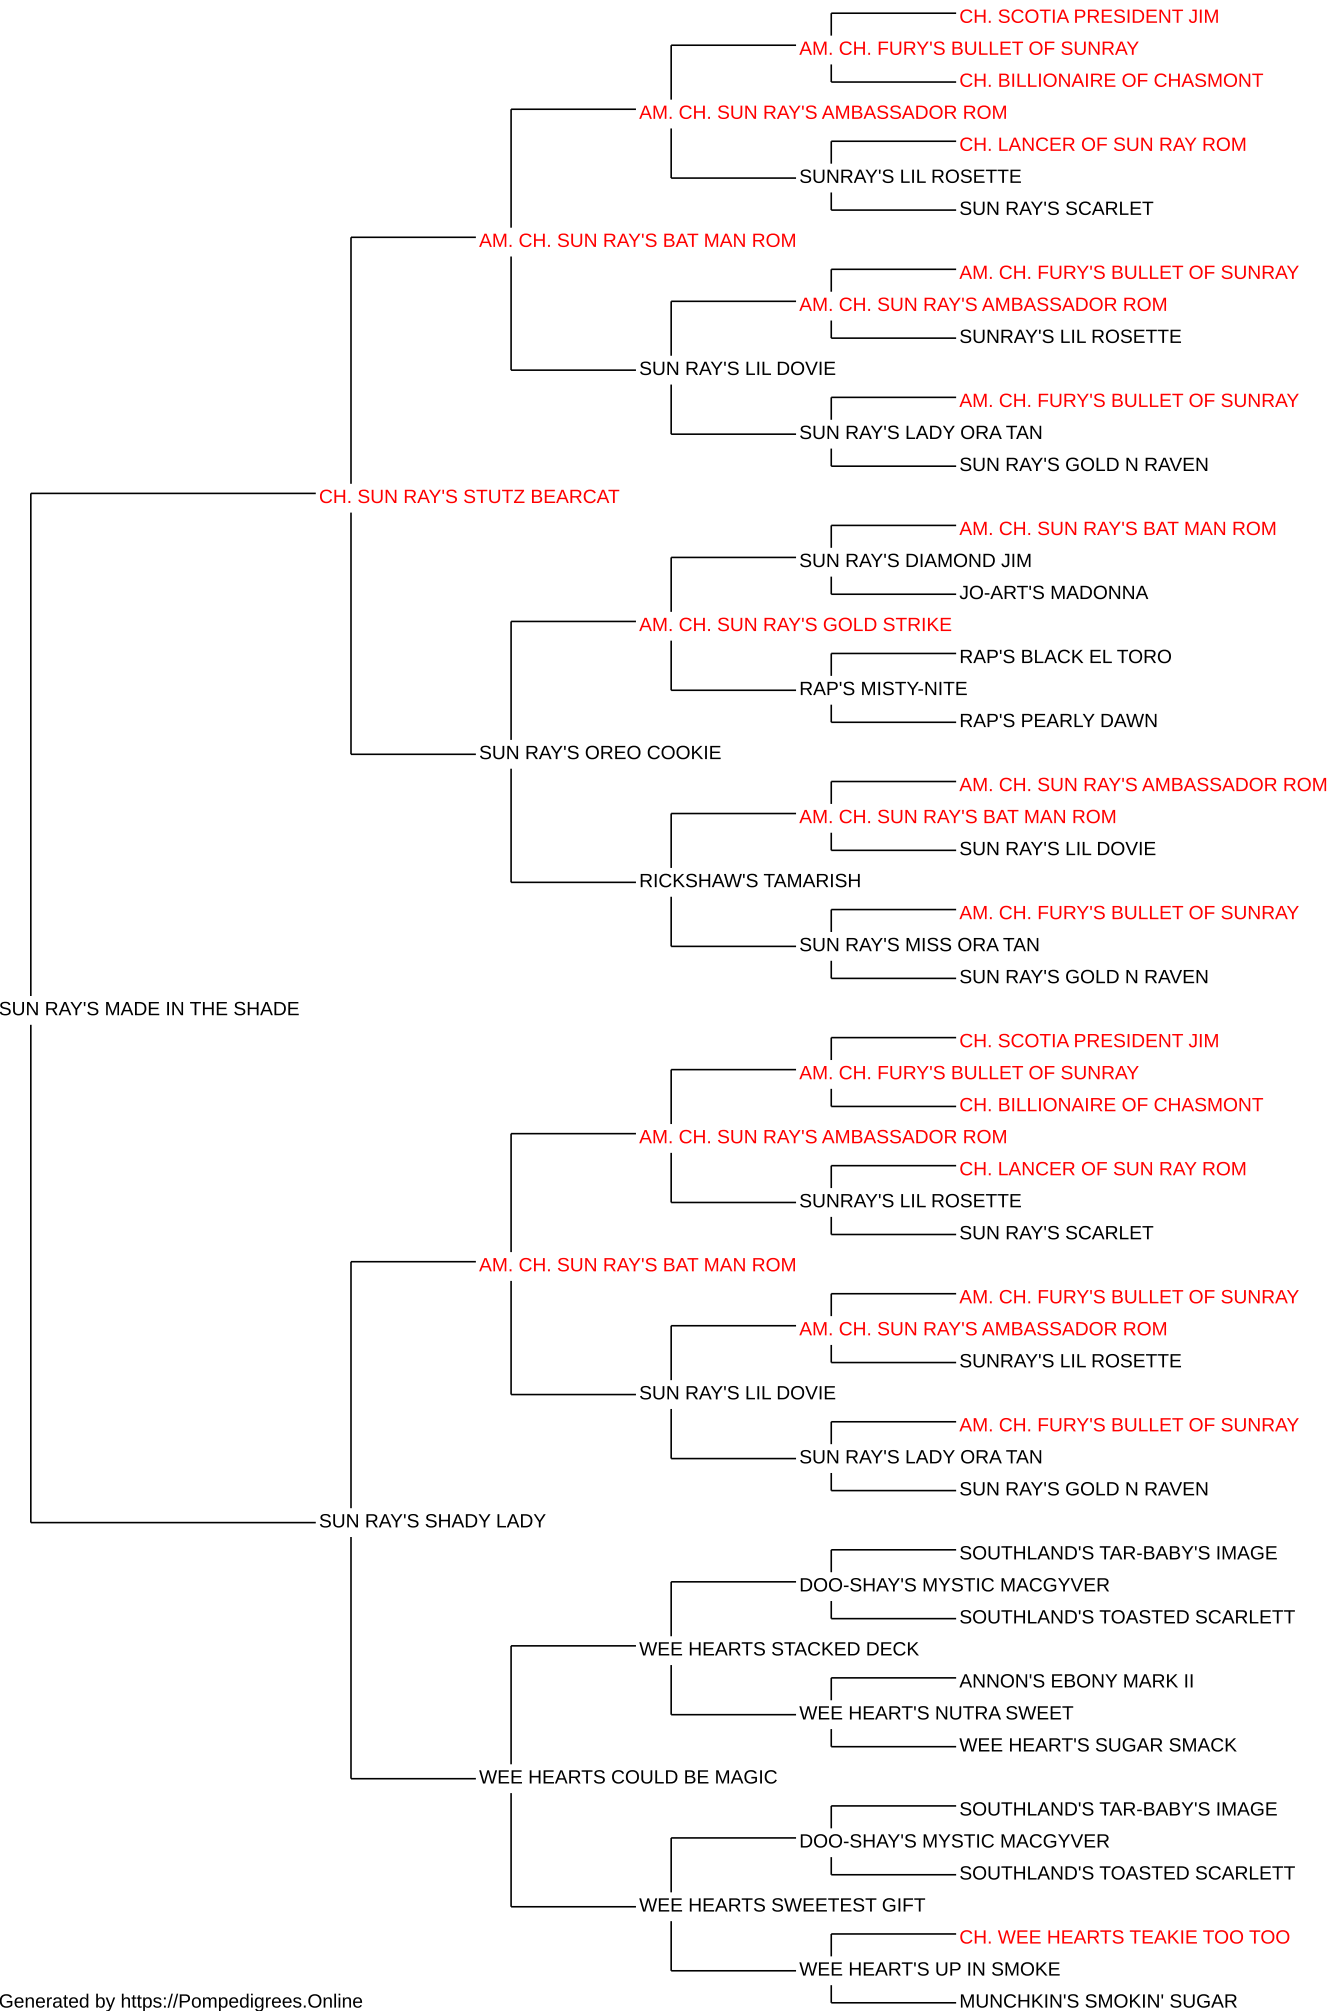 CH. SCOTIA PRESIDENT JIM
AM. CH. FURY'S BULLET OF SUNRAY
CH. BILLIONAIRE OF CHASMONT
AM. CH. SUN RAY'S AMBASSADOR ROM
CH. LANCER OF SUN RAY ROM
SUNRAY'S LIL ROSETTE
SUN RAY'S SCARLET
AM. CH. SUN RAY'S BAT MAN ROM
AM. CH. FURY'S BULLET OF SUNRAY
AM. CH. SUN RAY'S AMBASSADOR ROM
SUNRAY'S LIL ROSETTE
SUN RAY'S LIL DOVIE
AM. CH. FURY'S BULLET OF SUNRAY
SUN RAY'S LADY ORA TAN
SUN RAY'S GOLD N RAVEN
CH. SUN RAY'S STUTZ BEARCAT
AM. CH. SUN RAY'S BAT MAN ROM
SUN RAY'S DIAMOND JIM
JO-ART'S MADONNA
AM. CH. SUN RAY'S GOLD STRIKE
RAP'S BLACK EL TORO
RAP'S MISTY-NITE
RAP'S PEARLY DAWN
SUN RAY'S OREO COOKIE
AM. CH. SUN RAY'S AMBASSADOR ROM
AM. CH. SUN RAY'S BAT MAN ROM
SUN RAY'S LIL DOVIE
RICKSHAW'S TAMARISH
AM. CH. FURY'S BULLET OF SUNRAY
SUN RAY'S MISS ORA TAN
SUN RAY'S GOLD N RAVEN
SUN RAY'S MADE IN THE SHADE
CH. SCOTIA PRESIDENT JIM
AM. CH. FURY'S BULLET OF SUNRAY
CH. BILLIONAIRE OF CHASMONT
AM. CH. SUN RAY'S AMBASSADOR ROM
CH. LANCER OF SUN RAY ROM
SUNRAY'S LIL ROSETTE
SUN RAY'S SCARLET
AM. CH. SUN RAY'S BAT MAN ROM
AM. CH. FURY'S BULLET OF SUNRAY
AM. CH. SUN RAY'S AMBASSADOR ROM
SUNRAY'S LIL ROSETTE
SUN RAY'S LIL DOVIE
AM. CH. FURY'S BULLET OF SUNRAY
SUN RAY'S LADY ORA TAN
SUN RAY'S GOLD N RAVEN
SUN RAY'S SHADY LADY
SOUTHLAND'S TAR-BABY'S IMAGE
DOO-SHAY'S MYSTIC MACGYVER
SOUTHLAND'S TOASTED SCARLETT
WEE HEARTS STACKED DECK
ANNON'S EBONY MARK II
WEE HEART'S NUTRA SWEET
WEE HEART'S SUGAR SMACK
WEE HEARTS COULD BE MAGIC
SOUTHLAND'S TAR-BABY'S IMAGE
DOO-SHAY'S MYSTIC MACGYVER
SOUTHLAND'S TOASTED SCARLETT
WEE HEARTS SWEETEST GIFT
CH. WEE HEARTS TEAKIE TOO TOO
WEE HEART'S UP IN SMOKE
MUNCHKIN'S SMOKIN' SUGAR
Generated by https://Pompedigrees.Online